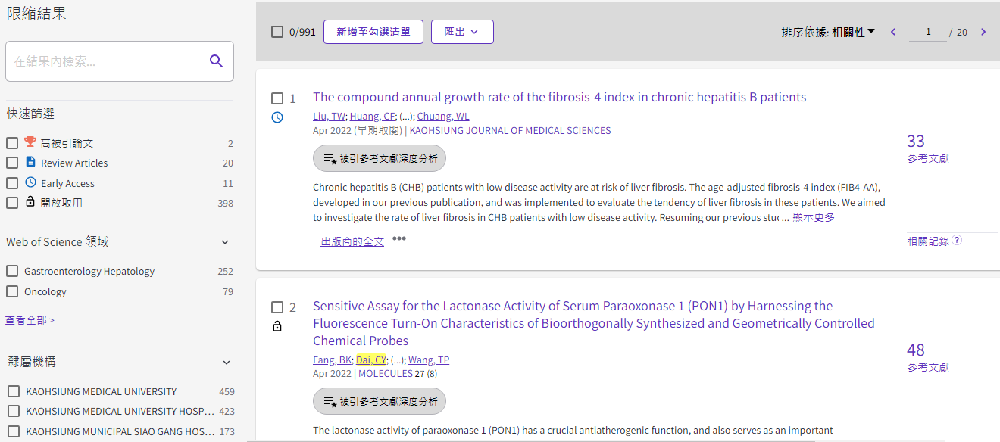 限縮結果
在結果內檢索...
快速篩選
高被引論文 2
Review Articles 20
Early Access 11
開放取用 398
Web of Science 領域
Gastroenterology Hepatology 252
Oncology 79
查看全部 >
隸屬機構
KAOHSIUNG MEDICAL UNIVERSITY 459
KAOHSIUNG MEDICAL UNIVERSITY HOSP... 423
KAOHSIUNG MUNICIPAL SIAO GANG HOS... 173
0/991 新增至勾選清單 匯出 排序依據: 相關性 1 / 20
1 The compound annual growth rate of the fibrosis-4 index in chronic hepatitis B patients
Liu, TW; Huang, CF; (...); Chuang, WL
Apr 2022 (早期取閱) | KAOHSIUNG JOURNAL OF MEDICAL SCIENCES
33
參考文獻
被引參考文獻深度分析
Chronic hepatitis B (CHB) patients with low disease activity are at risk of liver fibrosis. The age-adjusted fibrosis-4 index (FIB4-AA),
developed in our previous publication, and was implemented to evaluate the tendency of liver fibrosis in these patients. We aimed
to investigate the rate of liver fibrosis in CHB patients with low disease activity. Resuming our previous stu ... 顯示更多
出版商的全文 •••
相關記錄 ?
2 Sensitive Assay for the Lactonase Activity of Serum Paraoxonase 1 (PON1) by Harnessing the
Fluorescence Turn-On Characteristics of Bioorthogonally Synthesized and Geometrically Controlled
Chemical Probes
Fang, BK; Dai, CY; (...); Wang, TP
Apr 2022 | MOLECULES 27 (8)
48
參考文獻
被引參考文獻深度分析
The lactonase activity of paraoxonase 1 (PON1) has a crucial antiatherogenic function, and also serves as an important